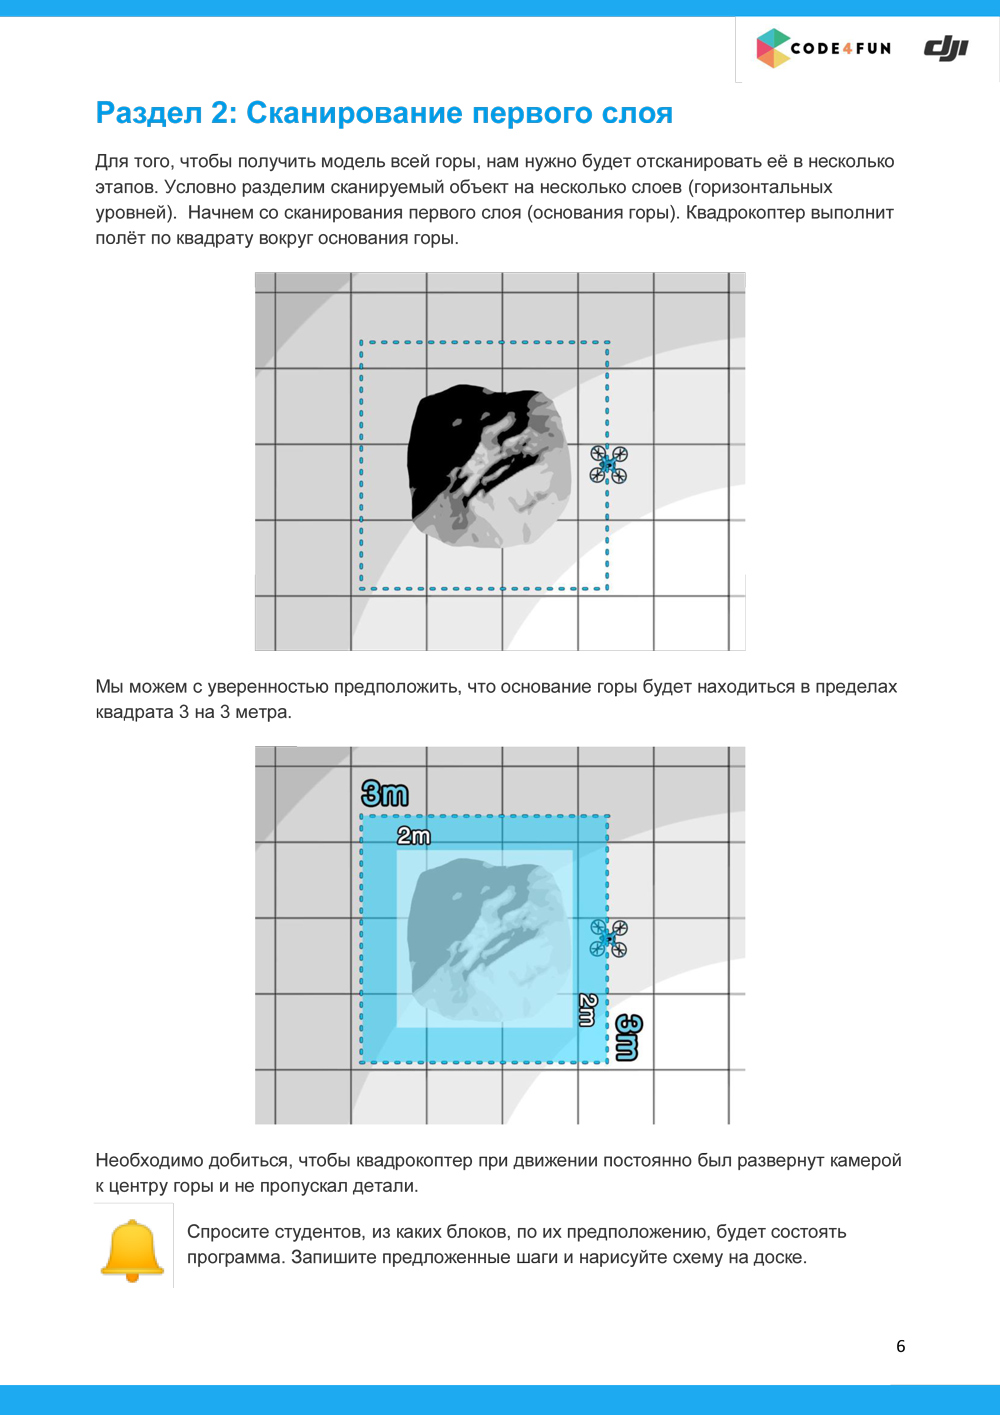 CODE4FUN dji
Раздел 2: Сканирование первого слоя
Для того, чтобы получить модель всей горы, нам нужно будет отсканировать её в несколько
этапов. Условно разделим сканируемый объект на несколько слоев (горизонтальных
уровней).  Начнем со сканирования первого слоя (основания горы). Квадрокоптер выполнит
полёт по квадрату вокруг основания горы.
Мы можем с уверенностью предположить, что основание горы будет находиться в пределах
квадрата 3 на 3 метра.
3m
2m
2m
3m
Необходимо добиться, чтобы квадрокоптер при движении постоянно был развернут камерой
к центру горы и не пропускал детали.
Спросите студентов, из каких блоков, по их предположению, будет состоять
программа. Запишите предложенные шаги и нарисуйте схему на доске.
6